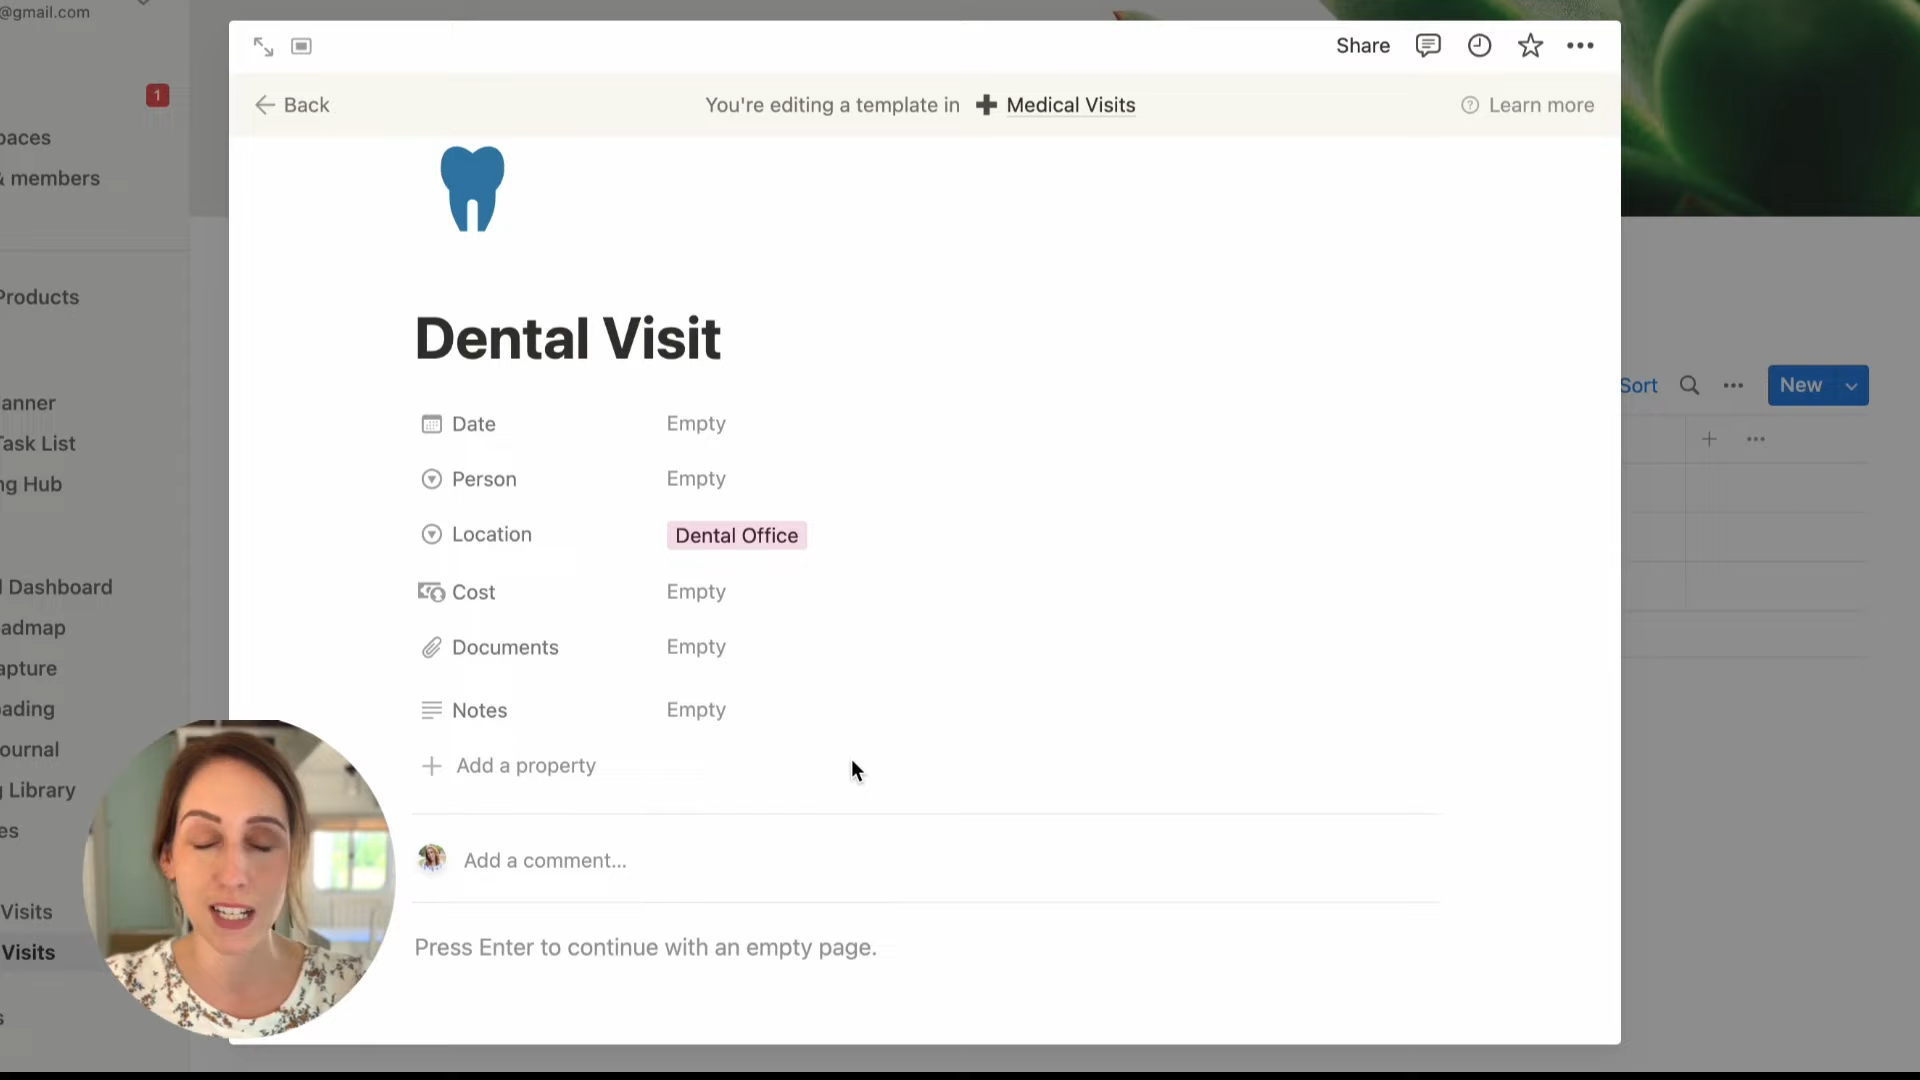 @gmail.com
Share
1
Back
You're editing a template in Medical Visits
Learn more
paces
& members
Products
Dental Visit
Sort
New
anner
Date Empty
Task List
Person Empty
ng Hub
Location Dental Office
Dashboard
Cost Empty
admap
Documents Empty
apture
ading
Notes Empty
ournal
Add a property
Library
es
Add a comment...
Visits
Press Enter to continue with an empty page.
Visits
s